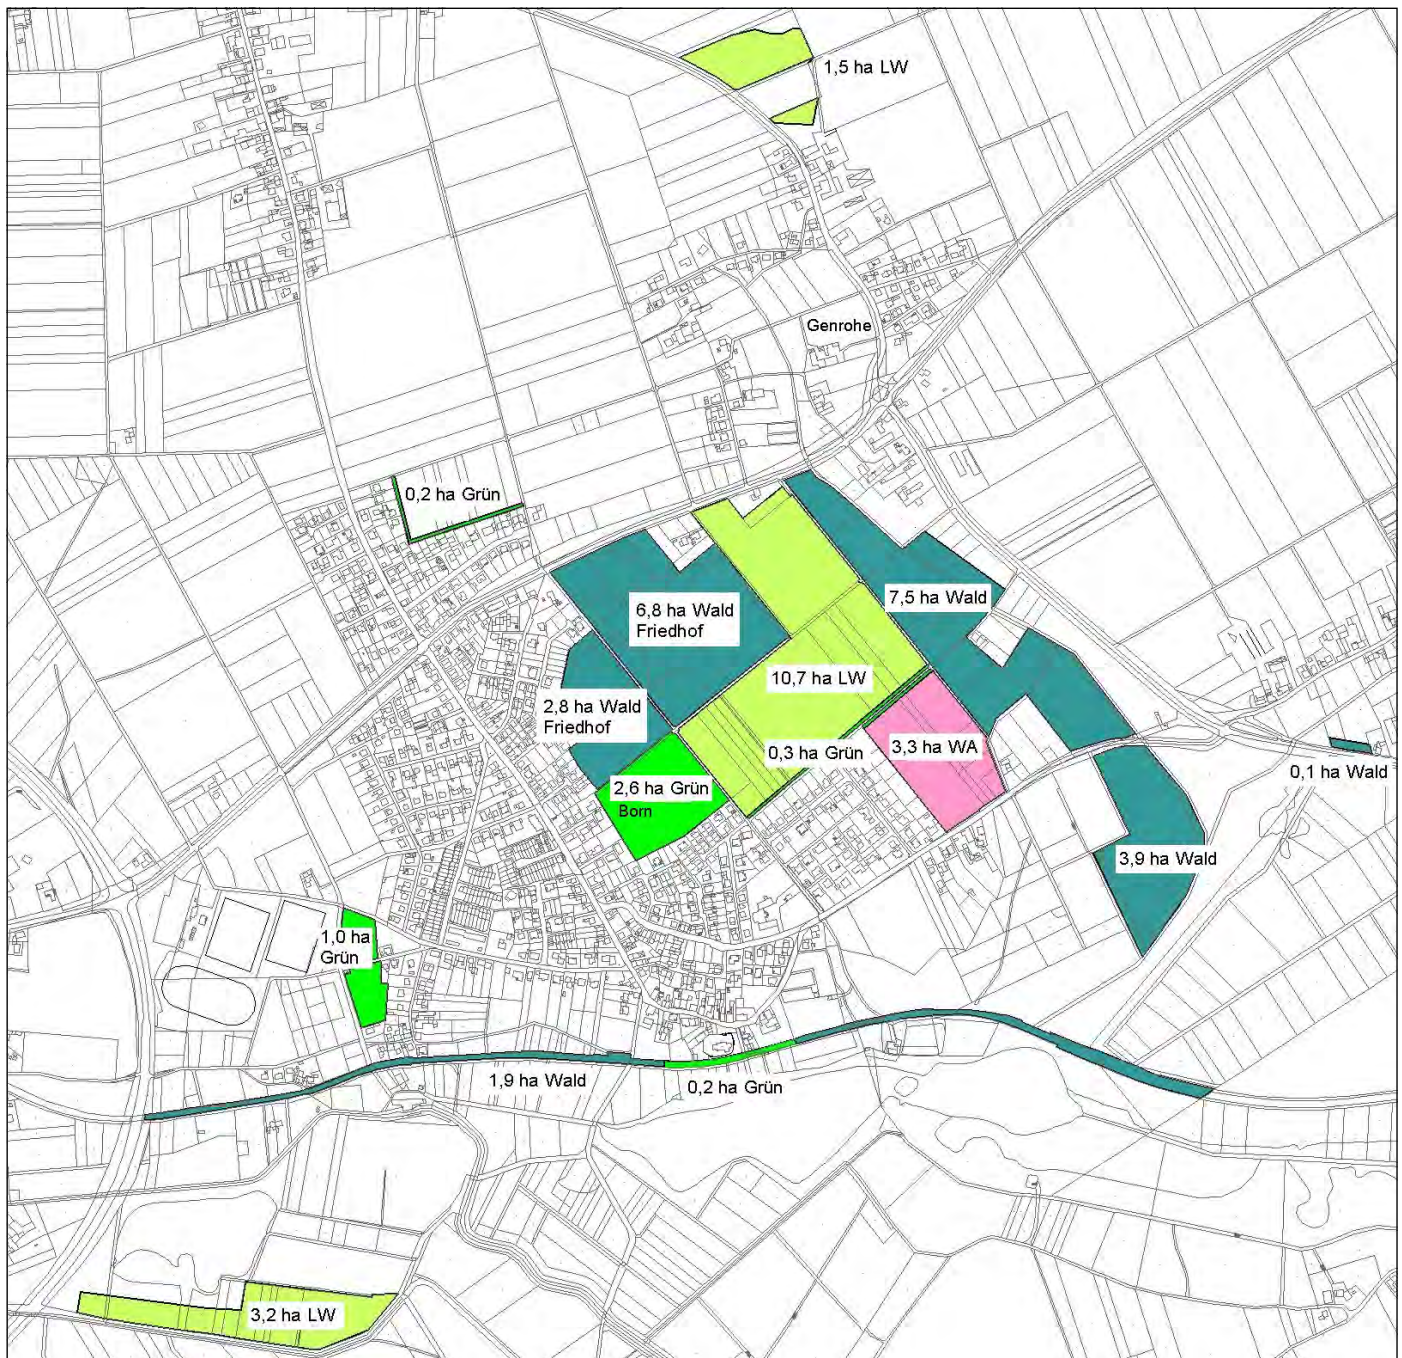 1,5 ha LW
Genrohe
0,2 ha Grün
7,5 ha Wald
6,8 ha Wald
Friedhof
10,7 ha LW
2,8 ha Wald
Friedhof
3,3 ha WA
0,3 ha Grün
0,1 ha Wald
2,6 ha Grün
Born
3,9 ha Wald
1,0 ha
Grün
1,9 ha Wald
0,2 ha Grün
3,2 ha LW